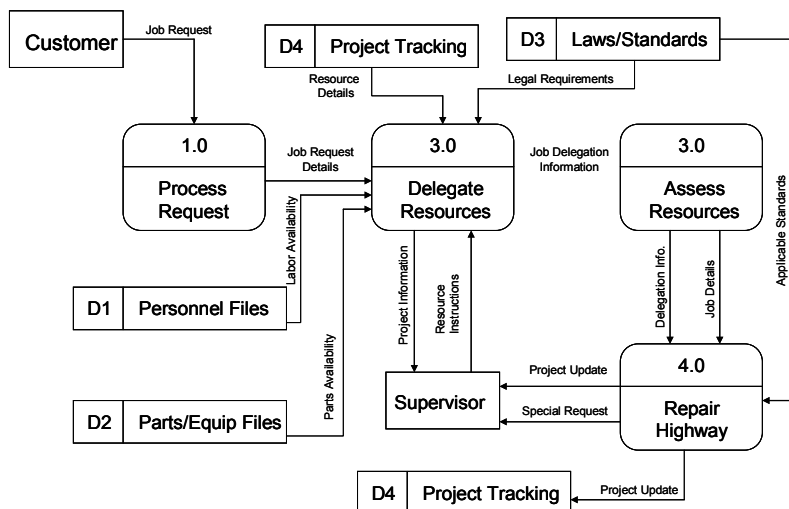 Customer
Job Request
D4 Project Tracking
D3 Laws/Standards
Resource
Details
Legal Requirements
1.0
Process
Request
Job Request
Details
3.0
Delegate
Resources
Job Delegation
Information
3.0
Assess
Resources
Applicable Standards
Labor Availability
D1 Personnel Files
Parts Availability
Project Information
Resource
Instructions
Delegation Info.
Job Details
D2 Parts/Equip Files
Supervisor
Project Update
Special Request
4.0
Repair
Highway
D4 Project Tracking
Project Update